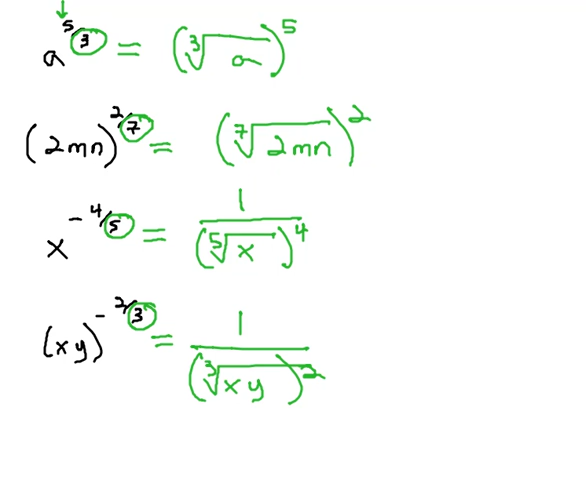 a^(5/3) = (∛a)^5
(2mn)^(2/7) = (⁷√2mn)^2
x^(-4/5) = 1/(⁵√x)^4
(xy)^(-2/3) = 1/(∛xy)^2